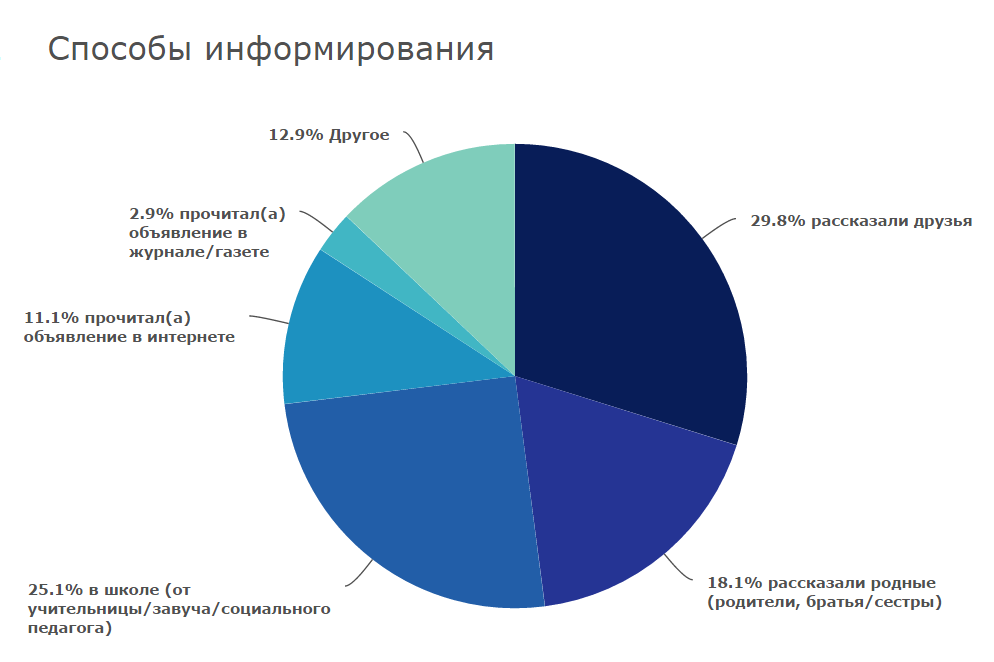 Способы информирования
12.9% Другое
29.8% рассказали друзья
2.9% прочитал(а)
объявление в
журнале/газете
11.1% прочитал(а)
объявление в интернете
25.1% в школе (от
учительницы/завуча/социального
педагога)
18.1% рассказали родные
(родители, братья/сестры)